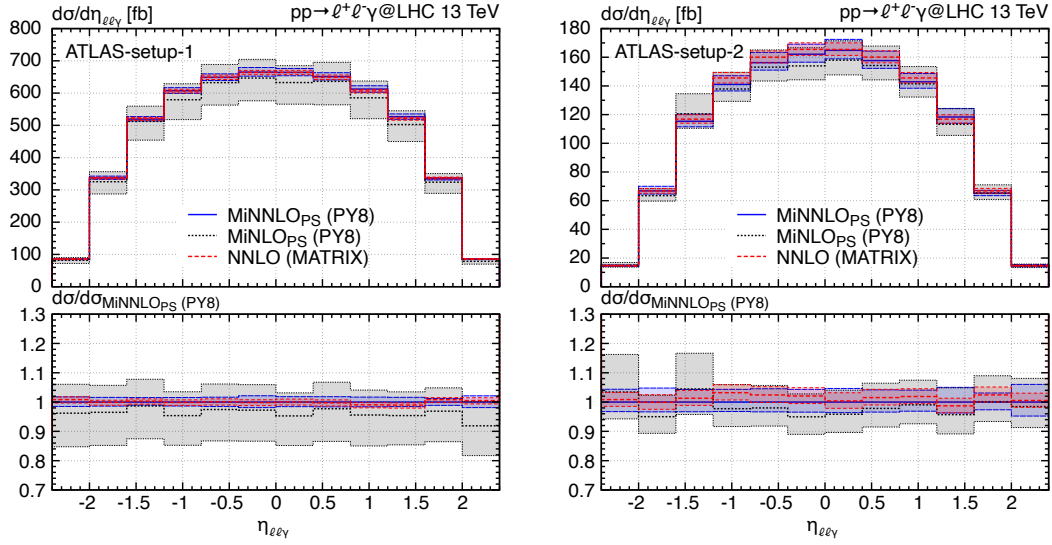 dσ/dη_ℓℓγ [fb] pp→ℓ⁺ℓ⁻γ@LHC 13 TeV
800
700
600
500
400
300
200
100
0
ATLAS-setup-1
MiNNLO_PS (PY8)
MiNLO_PS (PY8)
NNLO (MATRIX)
dσ/dσ_MiNNLO_PS (PY8)
1.3
1.2
1.1
1
0.9
0.8
0.7
-2 -1.5 -1 -0.5 0 0.5 1 1.5 2
η_ℓℓγ
dσ/dη_ℓℓγ [fb] pp→ℓ⁺ℓ⁻γ@LHC 13 TeV
180
160
140
120
100
80
60
40
20
0
ATLAS-setup-2
MiNNLO_PS (PY8)
MiNLO_PS (PY8)
NNLO (MATRIX)
dσ/dσ_MiNNLO_PS (PY8)
1.3
1.2
1.1
1
0.9
0.8
0.7
-2 -1.5 -1 -0.5 0 0.5 1 1.5 2
η_ℓℓγ